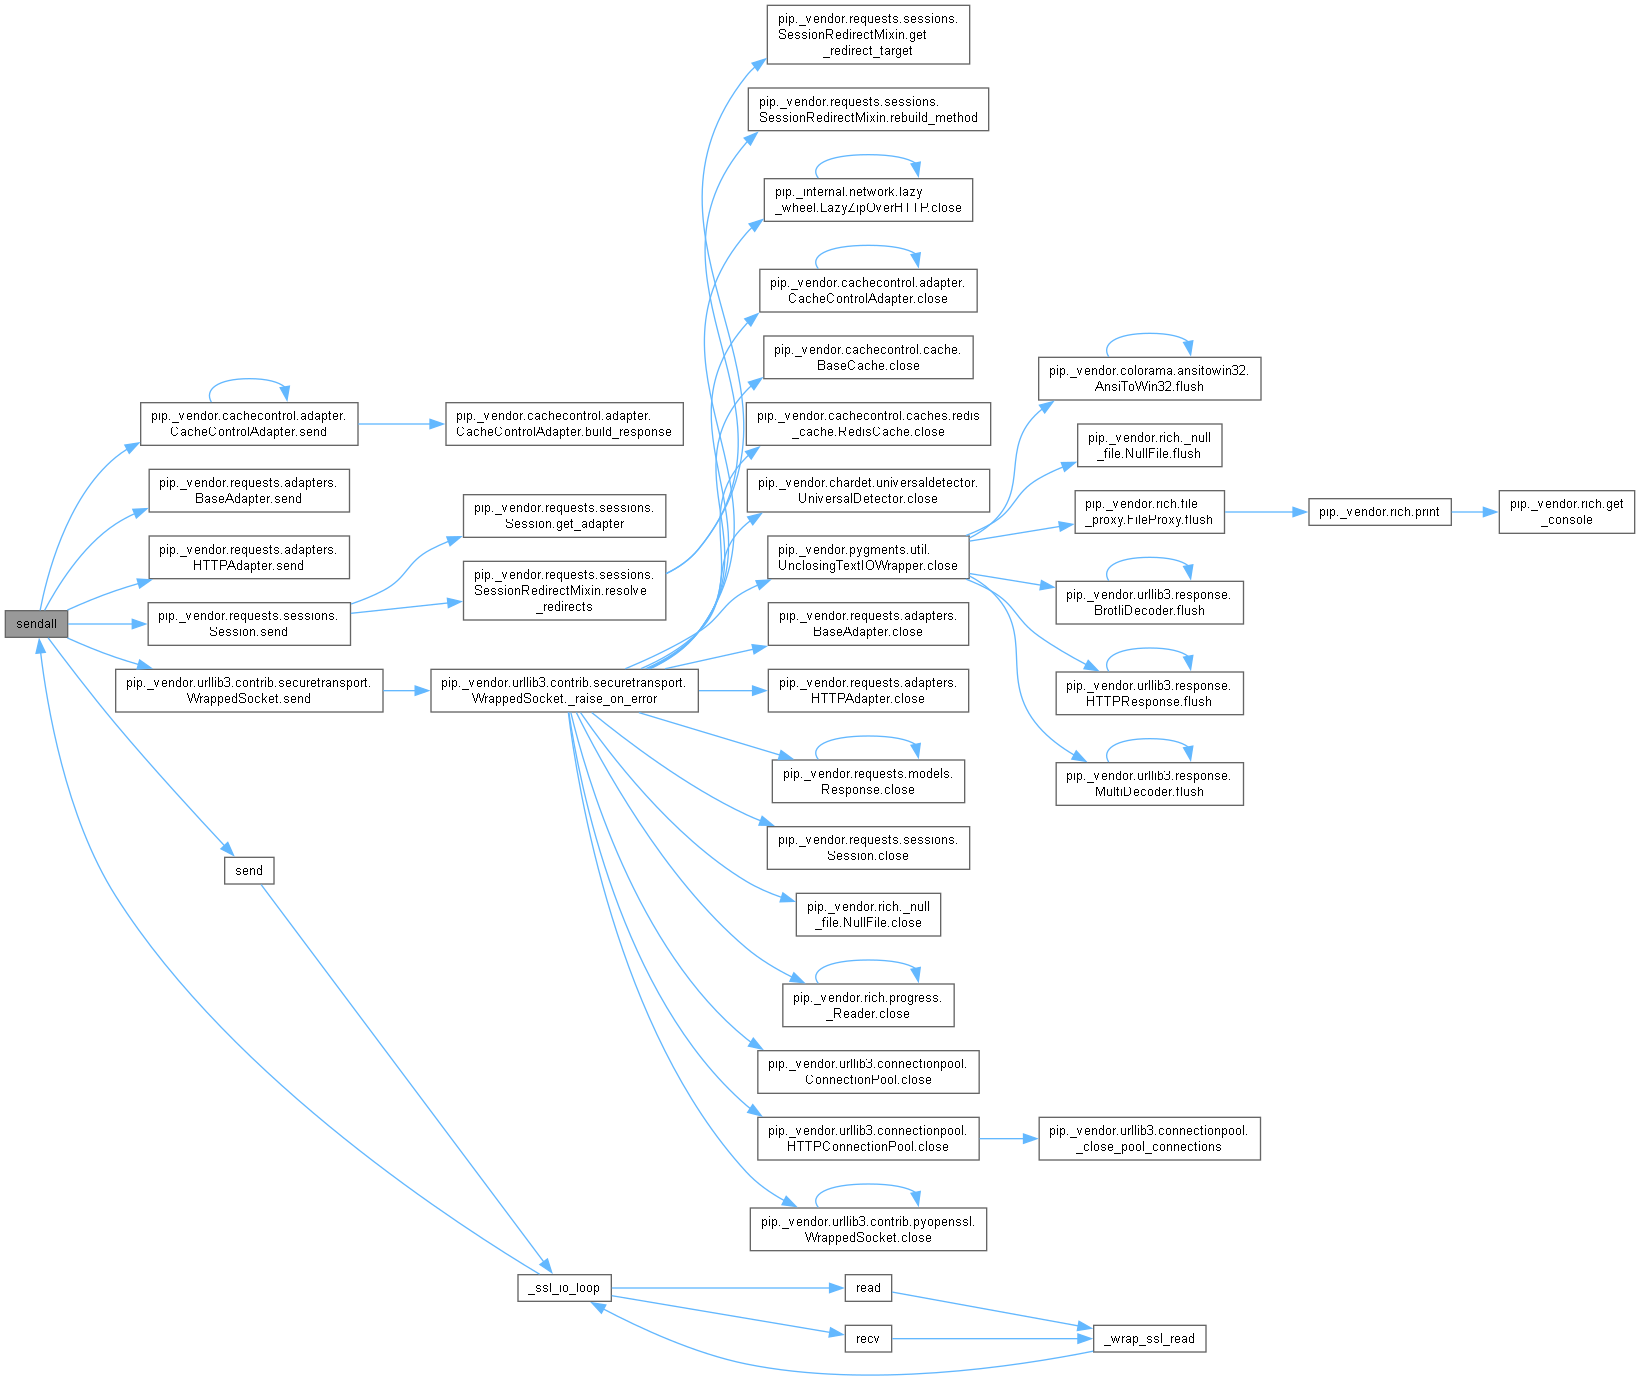 sendall
pip._vendor.cachecontrol.adapter.
CacheControlAdapter.send
pip._vendor.requests.adapters.
BaseAdapter.send
pip._vendor.requests.adapters.
HTTPAdapter.send
pip._vendor.requests.sessions.
Session.send
pip._vendor.urllib3.contrib.securetransport.
WrappedSocket.send
send
pip._vendor.cachecontrol.adapter.
CacheControlAdapter.build_response
pip._vendor.requests.sessions.
Session.get_adapter
pip._vendor.requests.sessions.
SessionRedirectMixin.resolve
_redirects
pip._vendor.urllib3.contrib.securetransport.
WrappedSocket._raise_on_error
_ssl_io_loop
pip._vendor.requests.sessions.
SessionRedirectMixin.get
_redirect_target
pip._vendor.requests.sessions.
SessionRedirectMixin.rebuild_method
pip._internal.network.lazy
_wheel.LazyZipOverHTTP.close
pip._vendor.cachecontrol.adapter.
CacheControlAdapter.close
pip._vendor.cachecontrol.cache.
BaseCache.close
pip._vendor.cachecontrol.caches.redis
_cache.RedisCache.close
pip._vendor.chardet.universaldetector.
UniversalDetector.close
pip._vendor.pygments.util.
UnclosingTextIOWrapper.close
pip._vendor.requests.adapters.
BaseAdapter.close
pip._vendor.requests.adapters.
HTTPAdapter.close
pip._vendor.requests.models.
Response.close
pip._vendor.requests.sessions.
Session.close
pip._vendor.rich._null
_file.NullFile.close
pip._vendor.rich.progress.
_Reader.close
pip._vendor.urllib3.connectionpool.
ConnectionPool.close
pip._vendor.urllib3.connectionpool.
HTTPConnectionPool.close
pip._vendor.urllib3.contrib.pyopenssl.
WrappedSocket.close
read
recv
pip._vendor.colorama.ansitowin32.
AnsiToWin32.flush
pip._vendor.rich._null
_file.NullFile.flush
pip._vendor.rich.file
_proxy.FileProxy.flush
pip._vendor.urllib3.response.
BrotliDecoder.flush
pip._vendor.urllib3.response.
HTTPResponse.flush
pip._vendor.urllib3.response.
MultiDecoder.flush
pip._vendor.urllib3.connectionpool.
_close_pool_connections
_wrap_ssl_read
pip._vendor.rich.print
pip._vendor.rich.get
_console